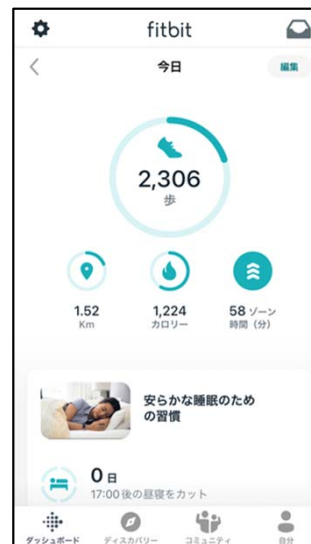 fitbit
今日
編集
2,306
歩
1.52
Km
1,224
カロリー
58 ゾーン
時間（分）
安らかな睡眠のため
の習慣
0 日
17:00 後の昼寝をカット
ダッシュボード
ディスカバリー
コミュニティ
自分